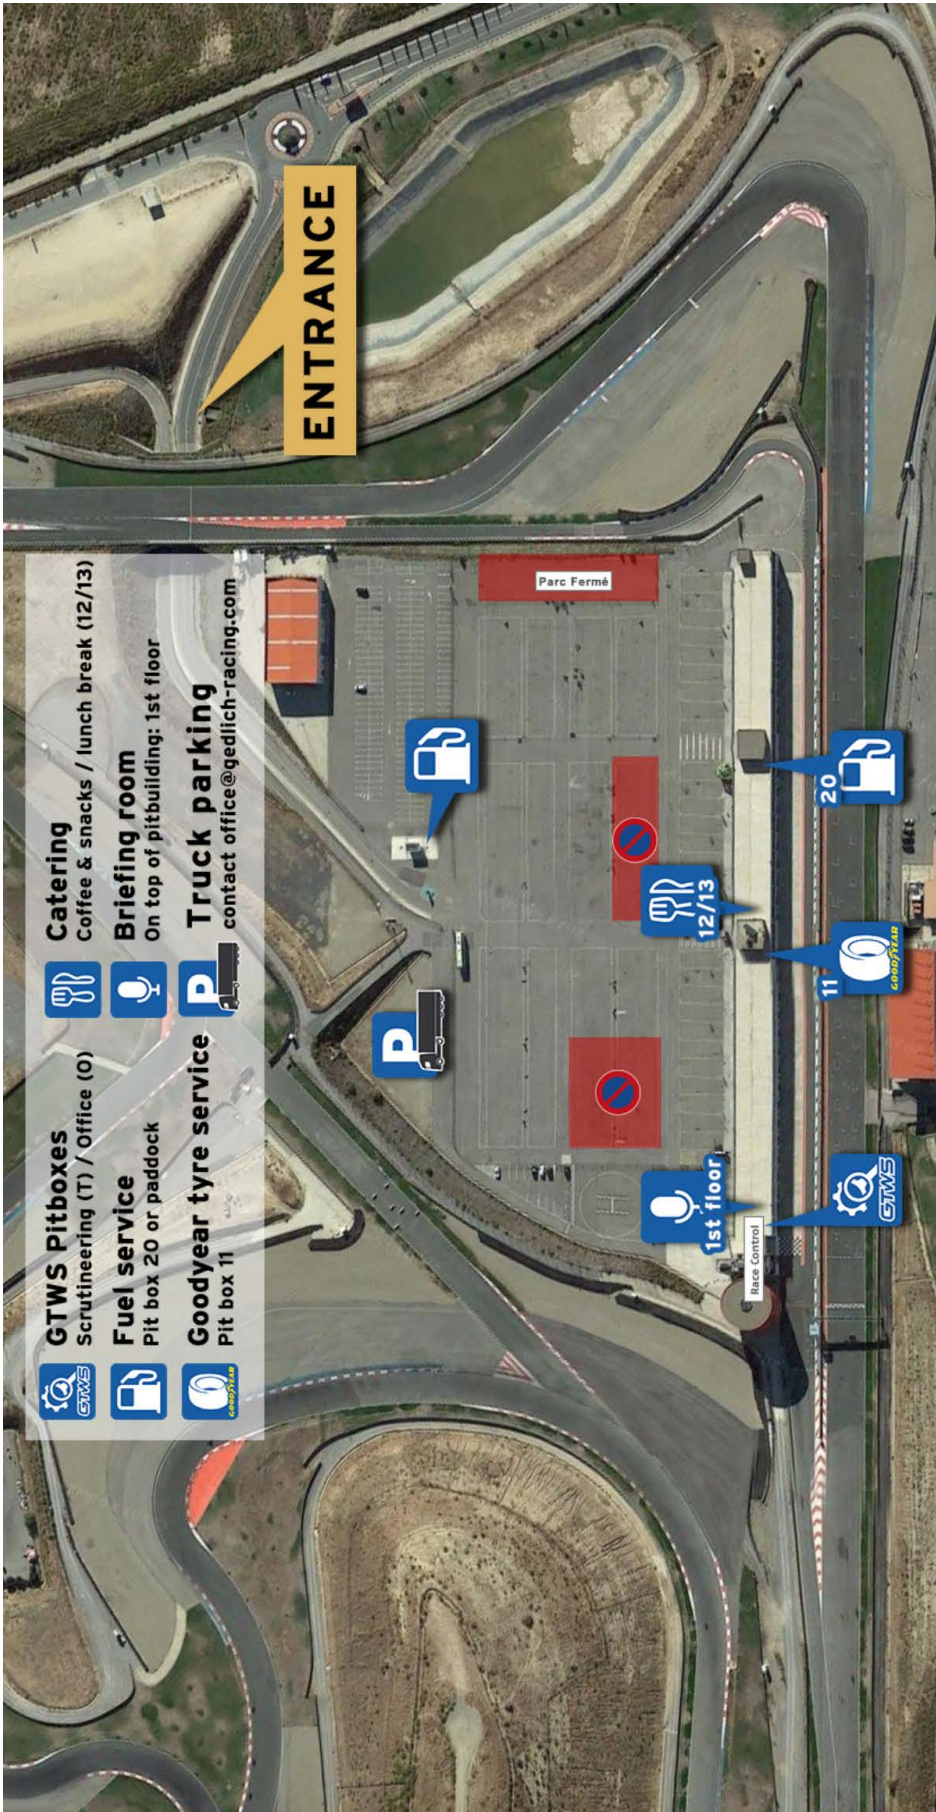 GTWS Pitboxes
Scrutineering (T) / Office (O)
Fuel service
Pit box 20 or paddock
Goodyear tyre service
Pit box 11
Catering
Coffee & snacks / lunch break (12/13)
Briefing room
On top of pitbuilding: 1st floor
Truck parking
contact office@gedlich-racing.com
GTWS
GOODYEAR
P
ENTRANCE
P
Parc Fermé
1st floor
12/13
Race Control
GTWS
11
GOODYEAR
20
H